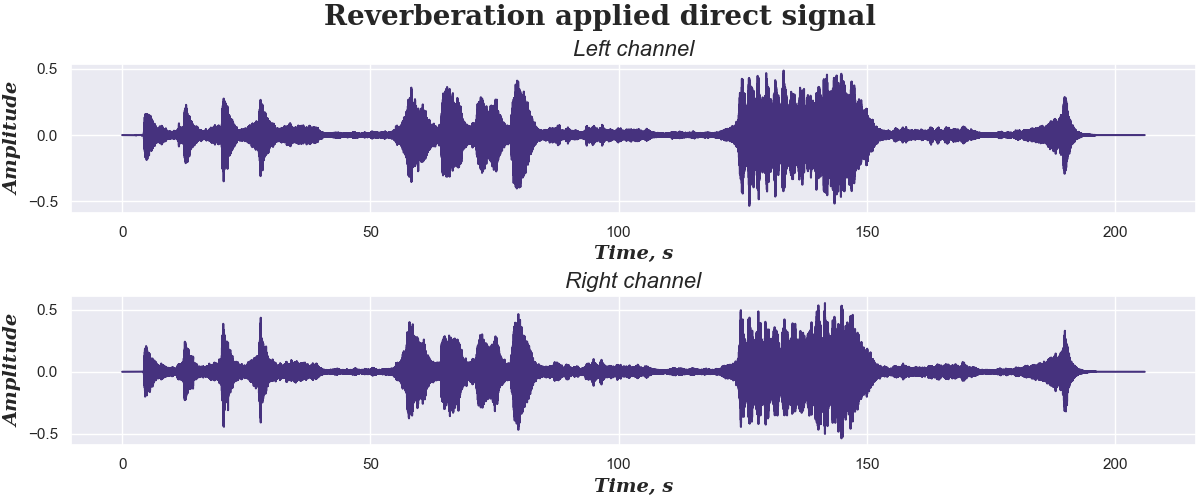 Reverberation applied direct signal
Left channel
Amplitude
0.5
0.0
−0.5
0 50 100 150 200
Time, s
Right channel
Amplitude
0.5
0.0
−0.5
0 50 100 150 200
Time, s